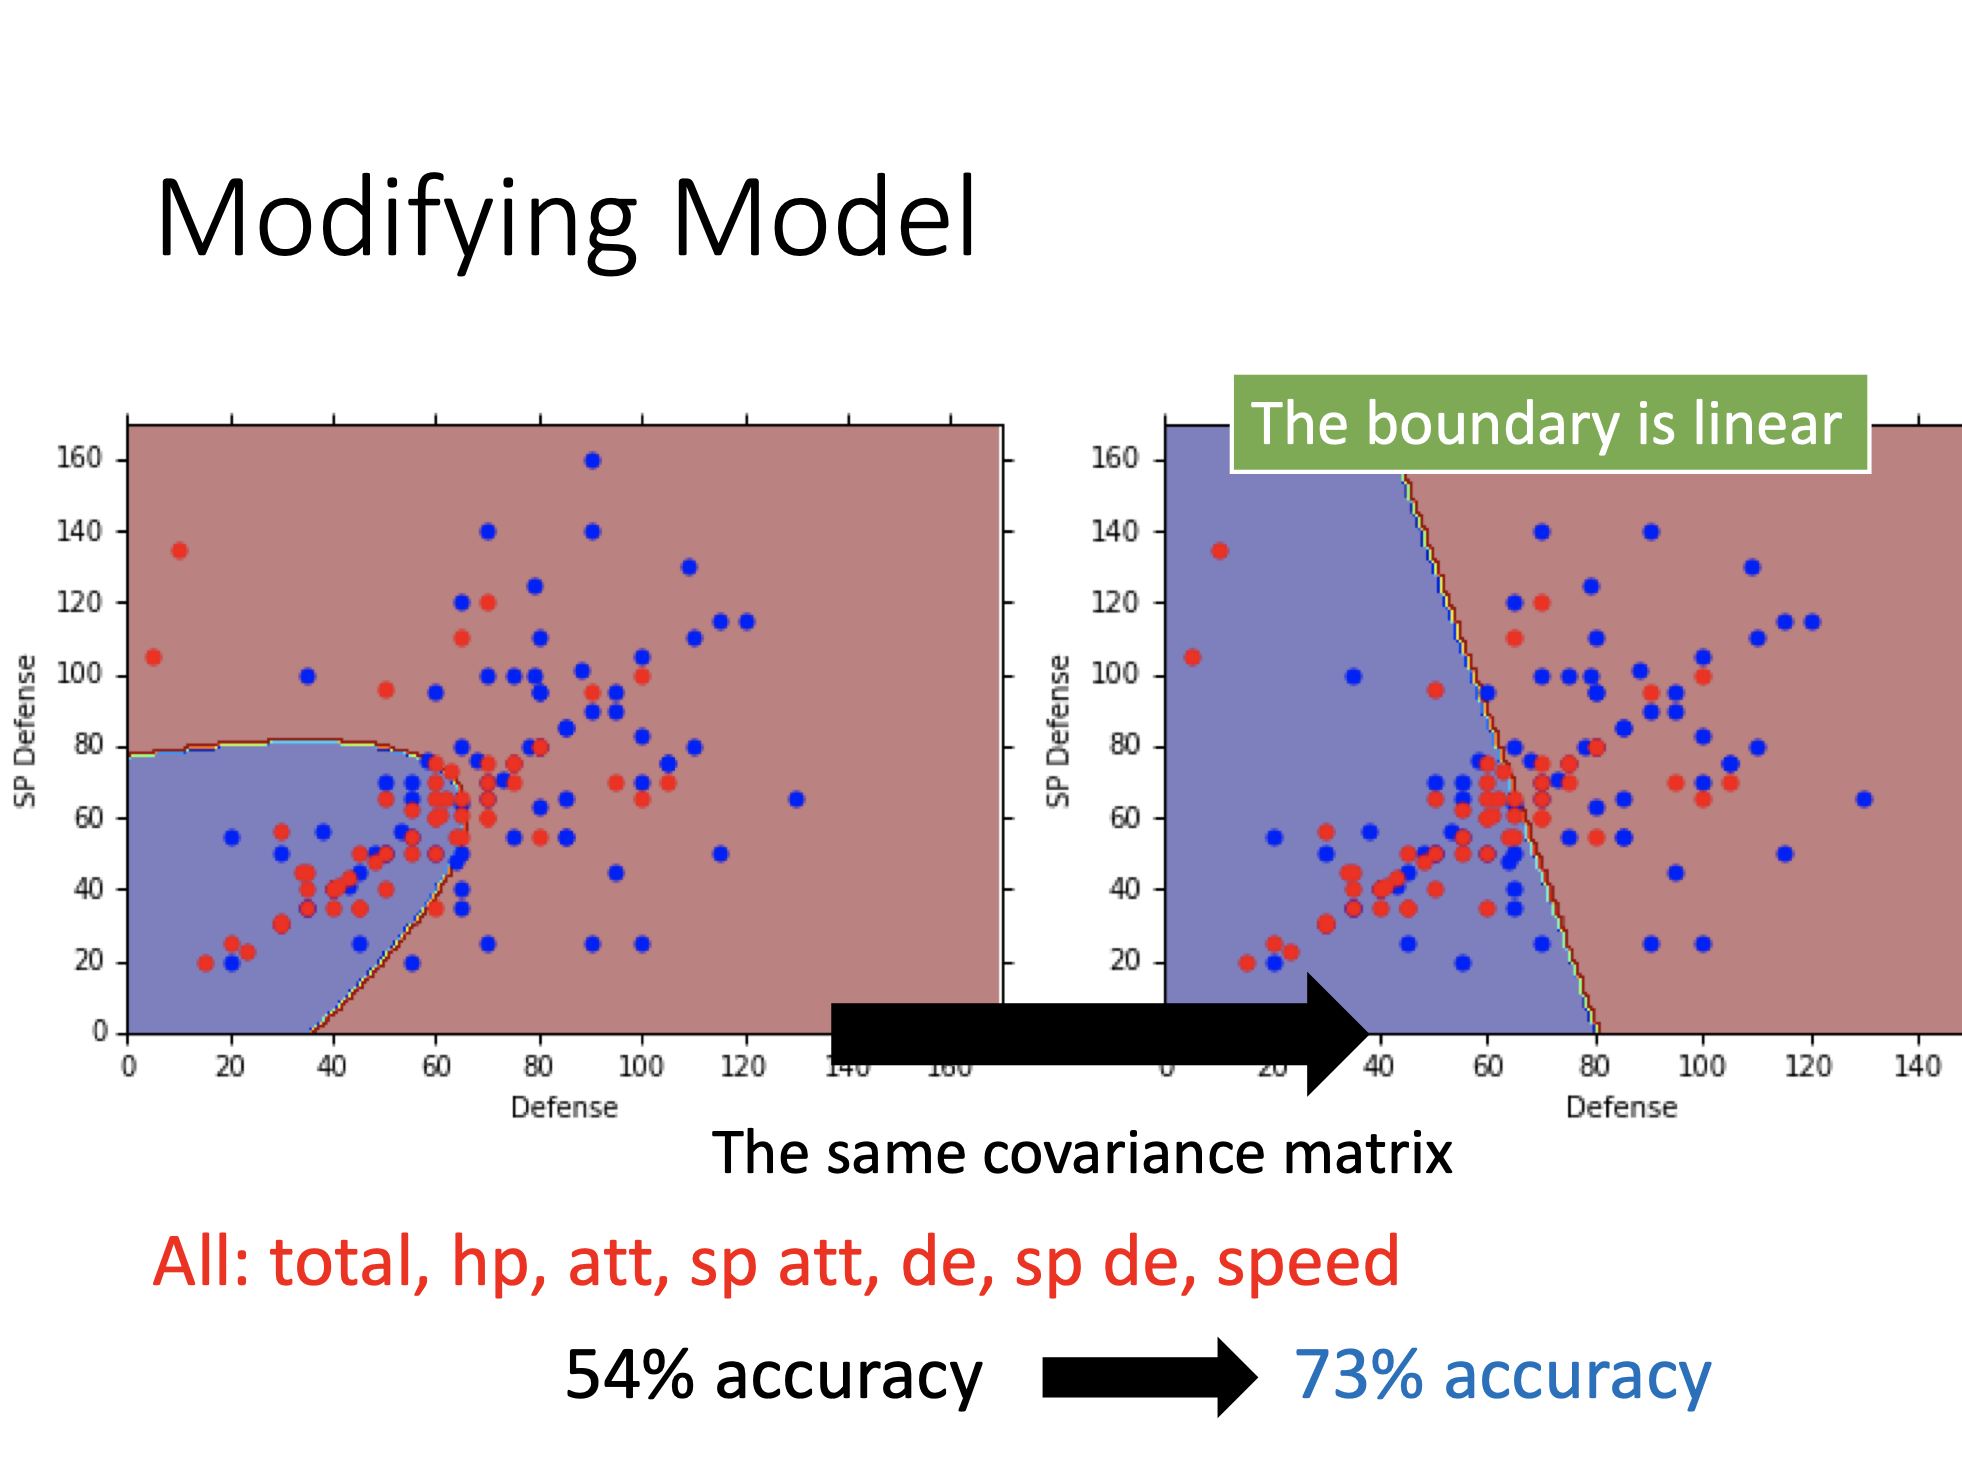 Modifying Model
The boundary is linear
160
140
120
100
80
60
40
20
0
SP Defense
0 20 40 60 80 100 120 140 160
Defense
160
140
120
100
80
60
40
20
SP Defense
0 20 40 60 80 100 120 140
Defense
The same covariance matrix
All: total, hp, att, sp att, de, sp de, speed
54% accuracy
73% accuracy